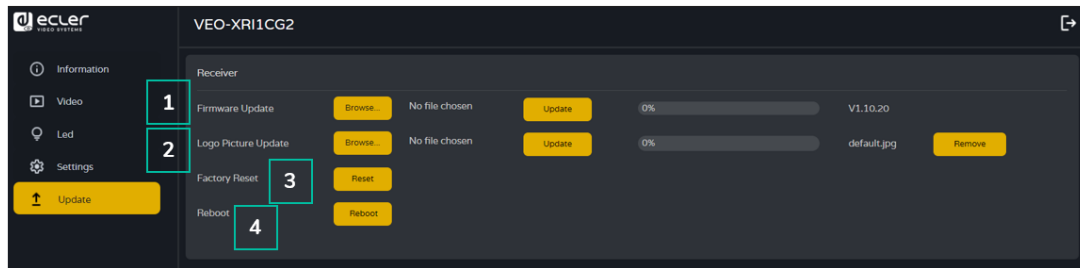 ecler
VIDEO SYSTEMS
VEO-XRI1CG2
Information
Video
Led
Settings
Update
Receiver
1
Firmware Update Browse... No file chosen Update 0% V1.10.20
2
Logo Picture Update Browse... No file chosen Update 0% default.jpg Remove
Factory Reset 3 Reset
Reboot 4 Reboot